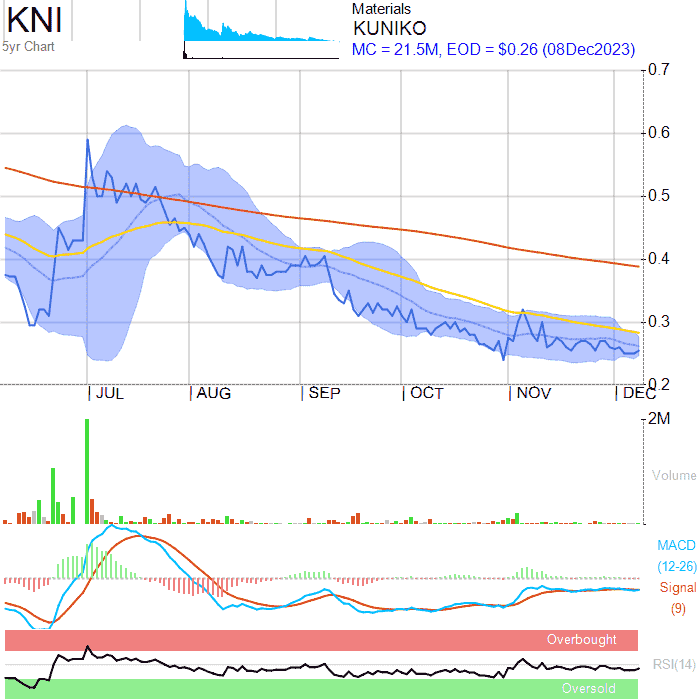 KNI
5yr Chart
Materials
KUNIKO
MC = 21.5M, EOD = $0.26 (08Dec2023)
0.7
0.6
0.5
0.4
0.3
0.2
JUL AUG SEP OCT NOV DEC
2M
Volume
MACD
(12-26)
Signal
(9)
Overbought
RSI(14)
Oversold